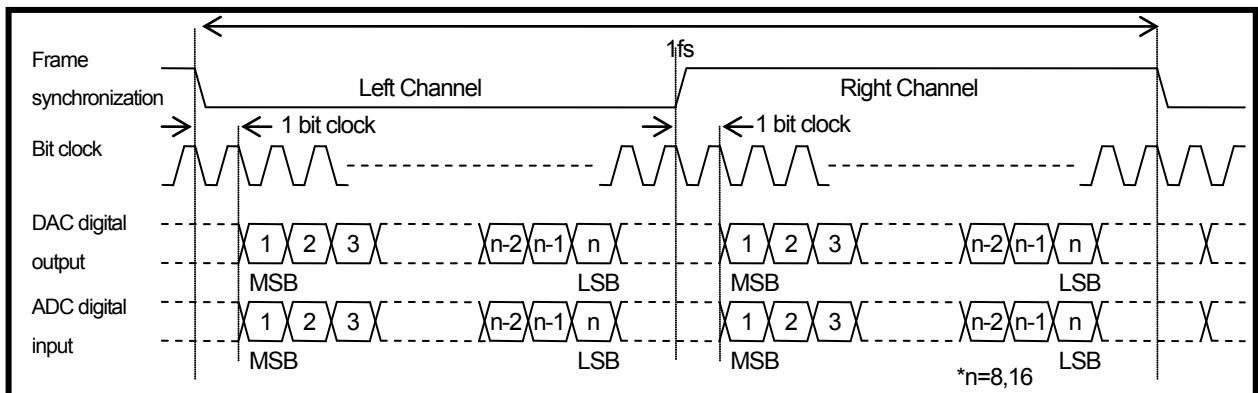 1fs
Frame
synchronization
Left Channel
Right Channel
1 bit clock
1 bit clock
Bit clock
DAC digital
output
1 2 3 n-2 n-1 n 1 2 3 n-2 n-1 n
MSB LSB MSB LSB
ADC digital
input
1 2 3 n-2 n-1 n 1 2 3 n-2 n-1 n
MSB LSB MSB LSB
*n=8,16